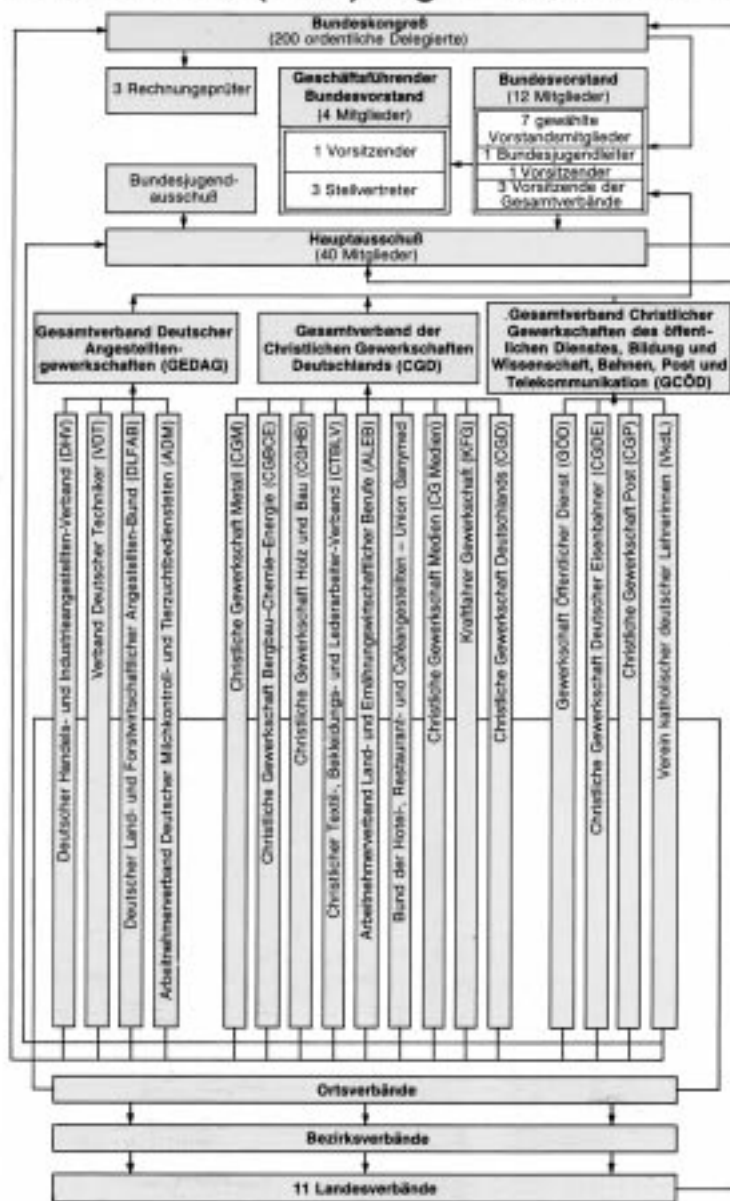 Bundeskongreß
(200 ordentliche Delegierte)
3 Rechnungsprüfer
Geschäftsführender
Bundesvorstand
(4 Mitglieder)
1 Vorsitzender
3 Stellvertreter
Bundesvorstand
(12 Mitglieder)
7 gewählte
Vorstandsmitglieder
1 Bundesjugendleiter
1 Vorsitzender
3 Vorsitzende der
Gesamtverbände
Bundesjugend-
ausschuß
Hauptausschuß
(40 Mitglieder)
Gesamtverband Deutscher
Angestellten-
gewerkschaften (GEDAG)
Gesamtverband der
Christlichen Gewerkschaften
Deutschlands (CGD)
Gesamtverband Christlicher
Gewerkschaften des öffent-
lichen Dienstes, Bildung und
Wissenschaft, Bahnen, Post und
Telekommunikation (GCÖD)
Deutscher Handels- und Industrieangestellten-Verband (DHV)
Verband Deutscher Techniker (VDT)
Deutscher Land- und Forstwirtschaftlicher Angestellten-Bund (DLFAB)
Arbeitnehmerverband Deutscher Milchkontroll- und Tierzuchtbediensteten (ADM)
Christliche Gewerkschaft Metall (CGM)
Christliche Gewerkschaft Bergbau-Chemie-Energie (CGBCE)
Christliche Gewerkschaft Holz und Bau (CGHB)
Christlicher Textil-, Bekleidungs- und Lederarbeiter-Verband (CTBLV)
Arbeitnehmerverband Land- und Ernährungswirtschaftlicher Berufe (ALEB)
Bund der Hotel-, Restaurant- und Caféangestellten – Union Ganymed
Christliche Gewerkschaft Medien (CG Medien)
Kraftfahrer Gewerkschaft (KFG)
Christliche Gewerkschaft Deutschlands (CGD)
Gewerkschaft Öffentlicher Dienst (GÖD)
Christliche Gewerkschaft Deutscher Eisenbahner (CGDE)
Christliche Gewerkschaft Post (CGP)
Verein katholischer deutscher Lehrerinnen (VkdL)
Ortsverbände
Bezirksverbände
11 Landesverbände